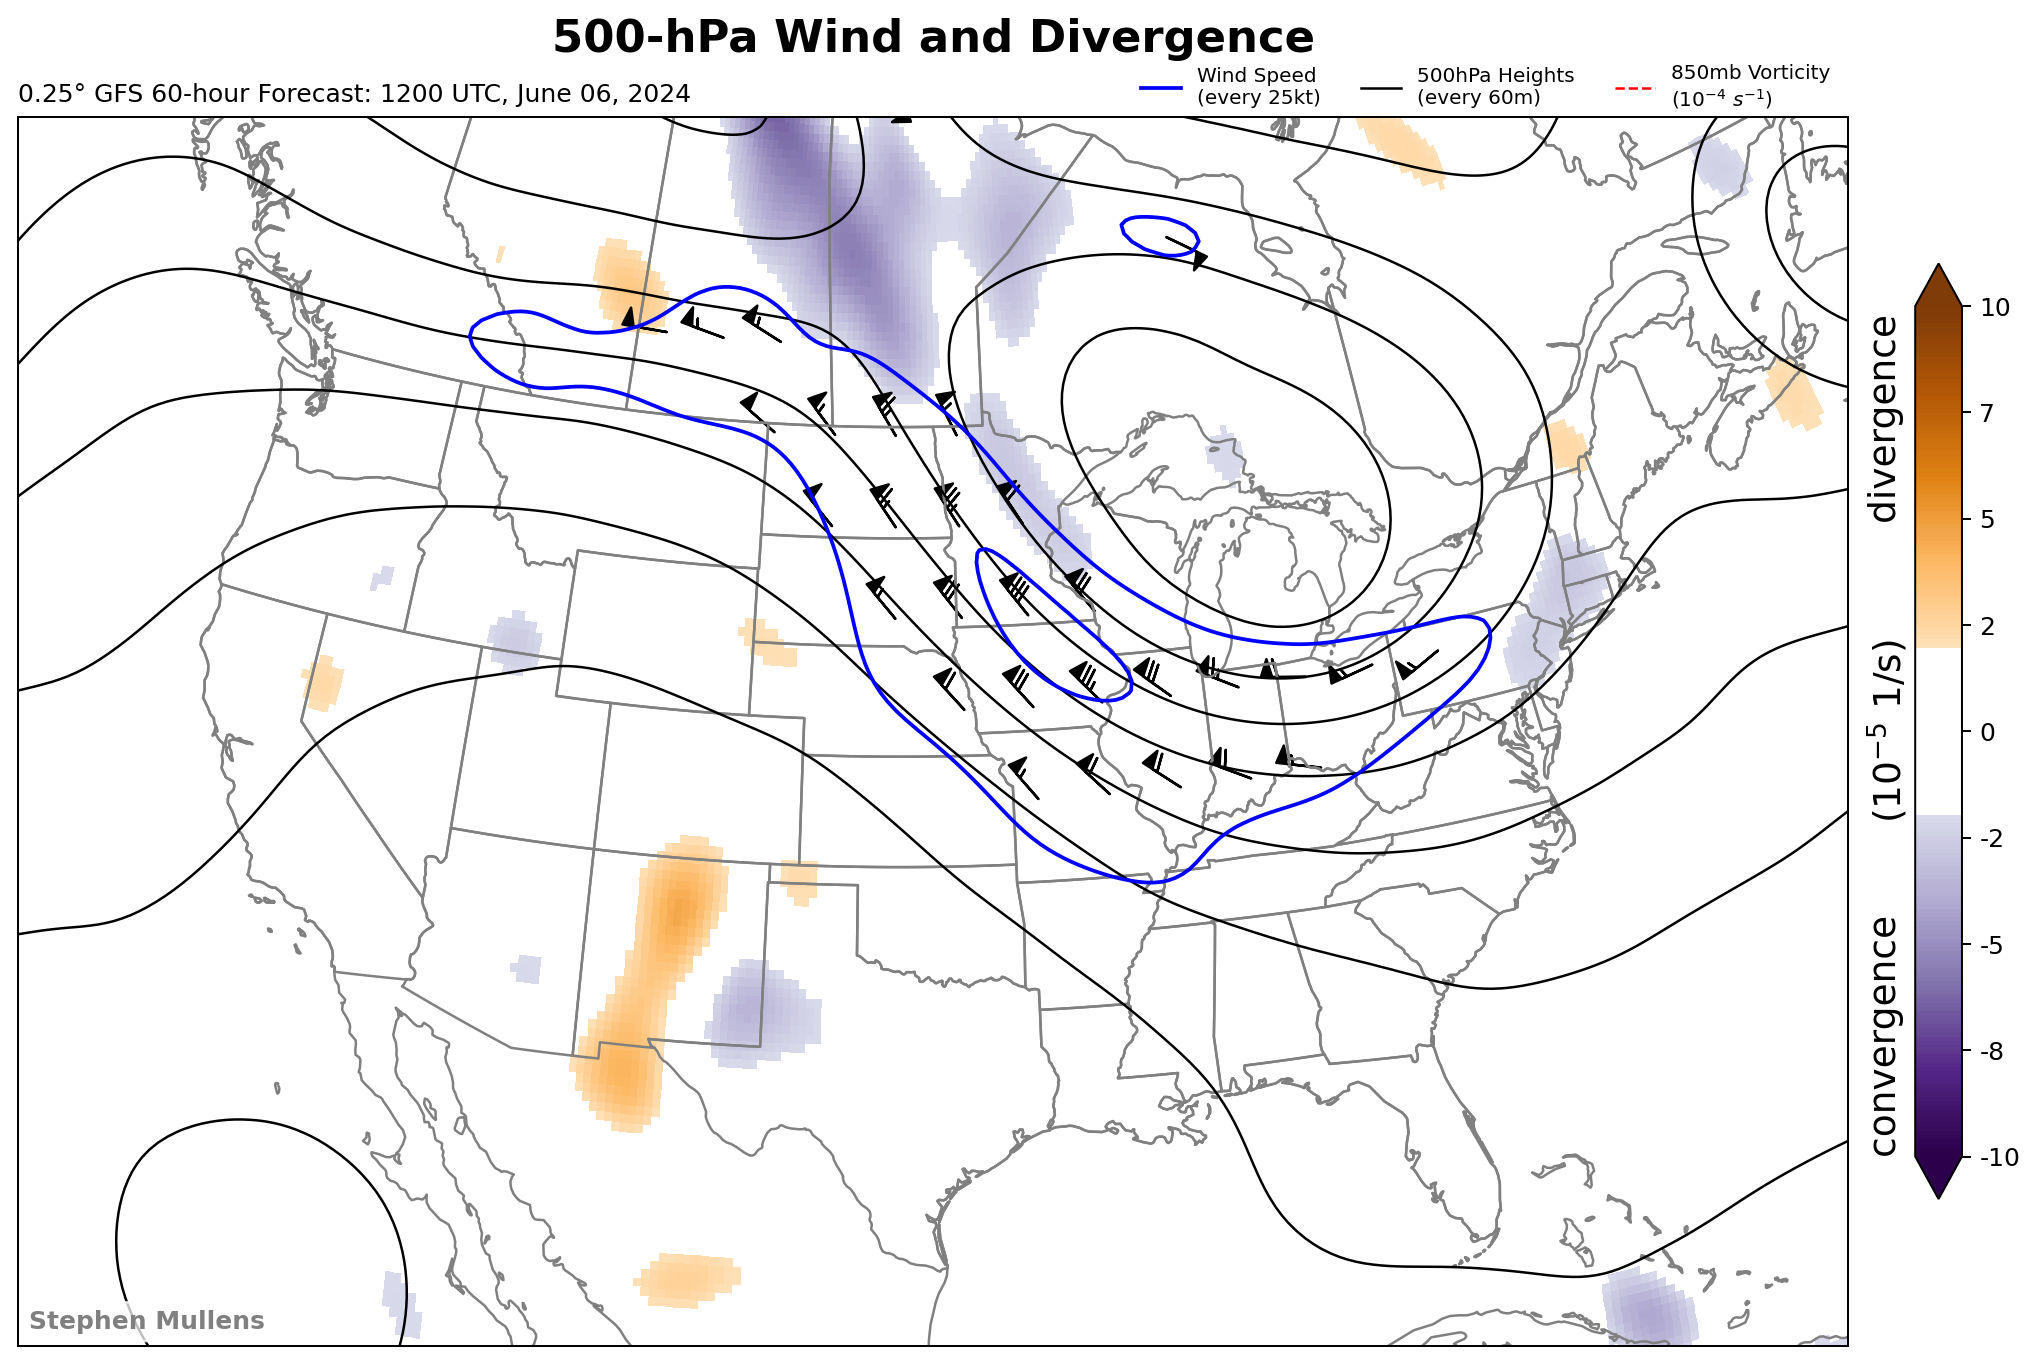 500-hPa Wind and Divergence
0.25° GFS 60-hour Forecast: 1200 UTC, June 06, 2024
Wind Speed
(every 25kt)
500hPa Heights
(every 60m)
850mb Vorticity
(10⁻⁴ s⁻¹)
10
7
5
2
0
-2
-5
-8
-10
convergence (10⁻⁵ 1/s) divergence
Stephen Mullens